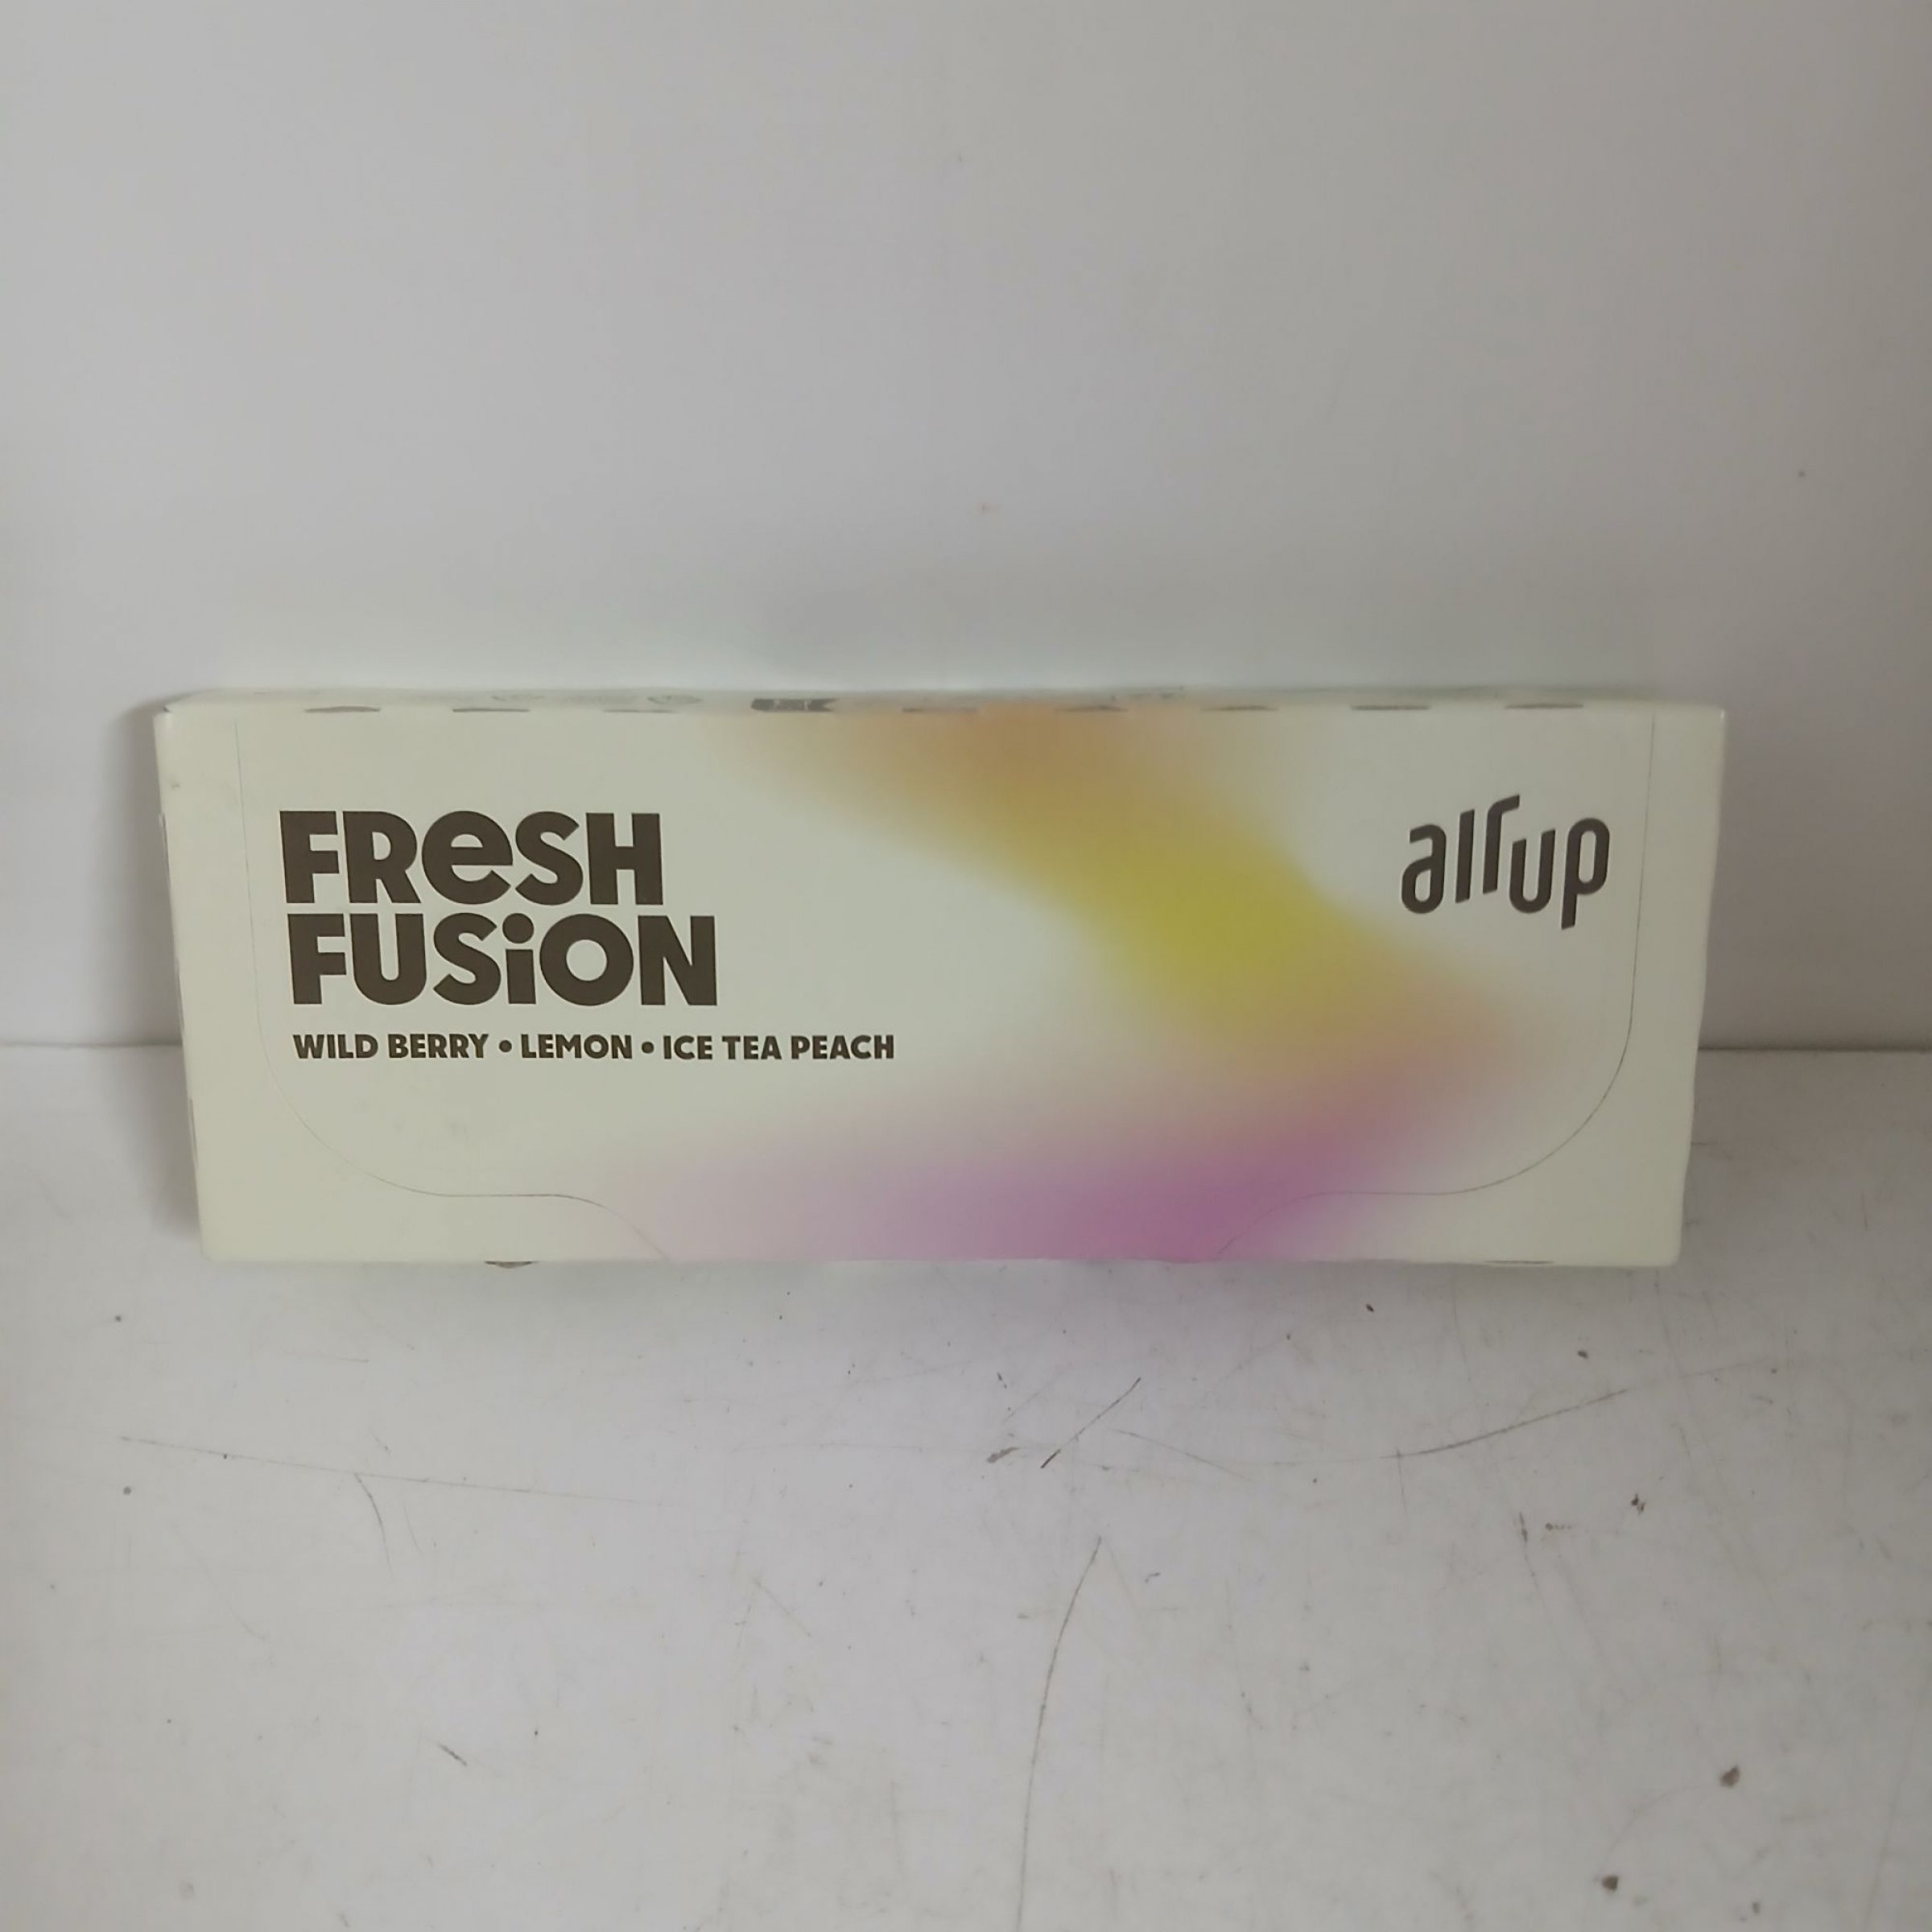 FReSH
FUSiON
WILD BERRY • LEMON • ICE TEA PEACH
airup